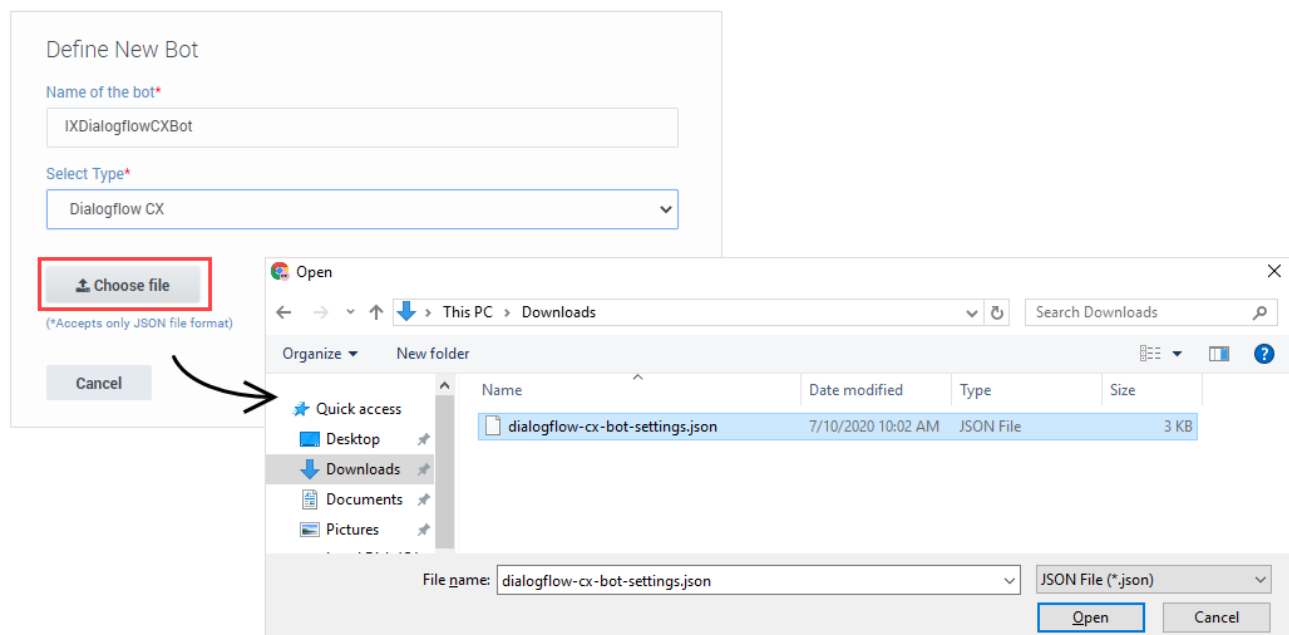 Define New Bot
Name of the bot*
IXDialogflowCXBot
Select Type*
Dialogflow CX
Choose file
(*Accepts only JSON file format)
Cancel
Open
This PC > Downloads
Search Downloads
Organize
New folder
Name
Date modified
Type
Size
Quick access
Desktop
Downloads
Documents
Pictures
dialogflow-cx-bot-settings.json 7/10/2020 10:02 AM JSON File 3 KB
File name: dialogflow-cx-bot-settings.json
JSON File (*.json)
Open
Cancel